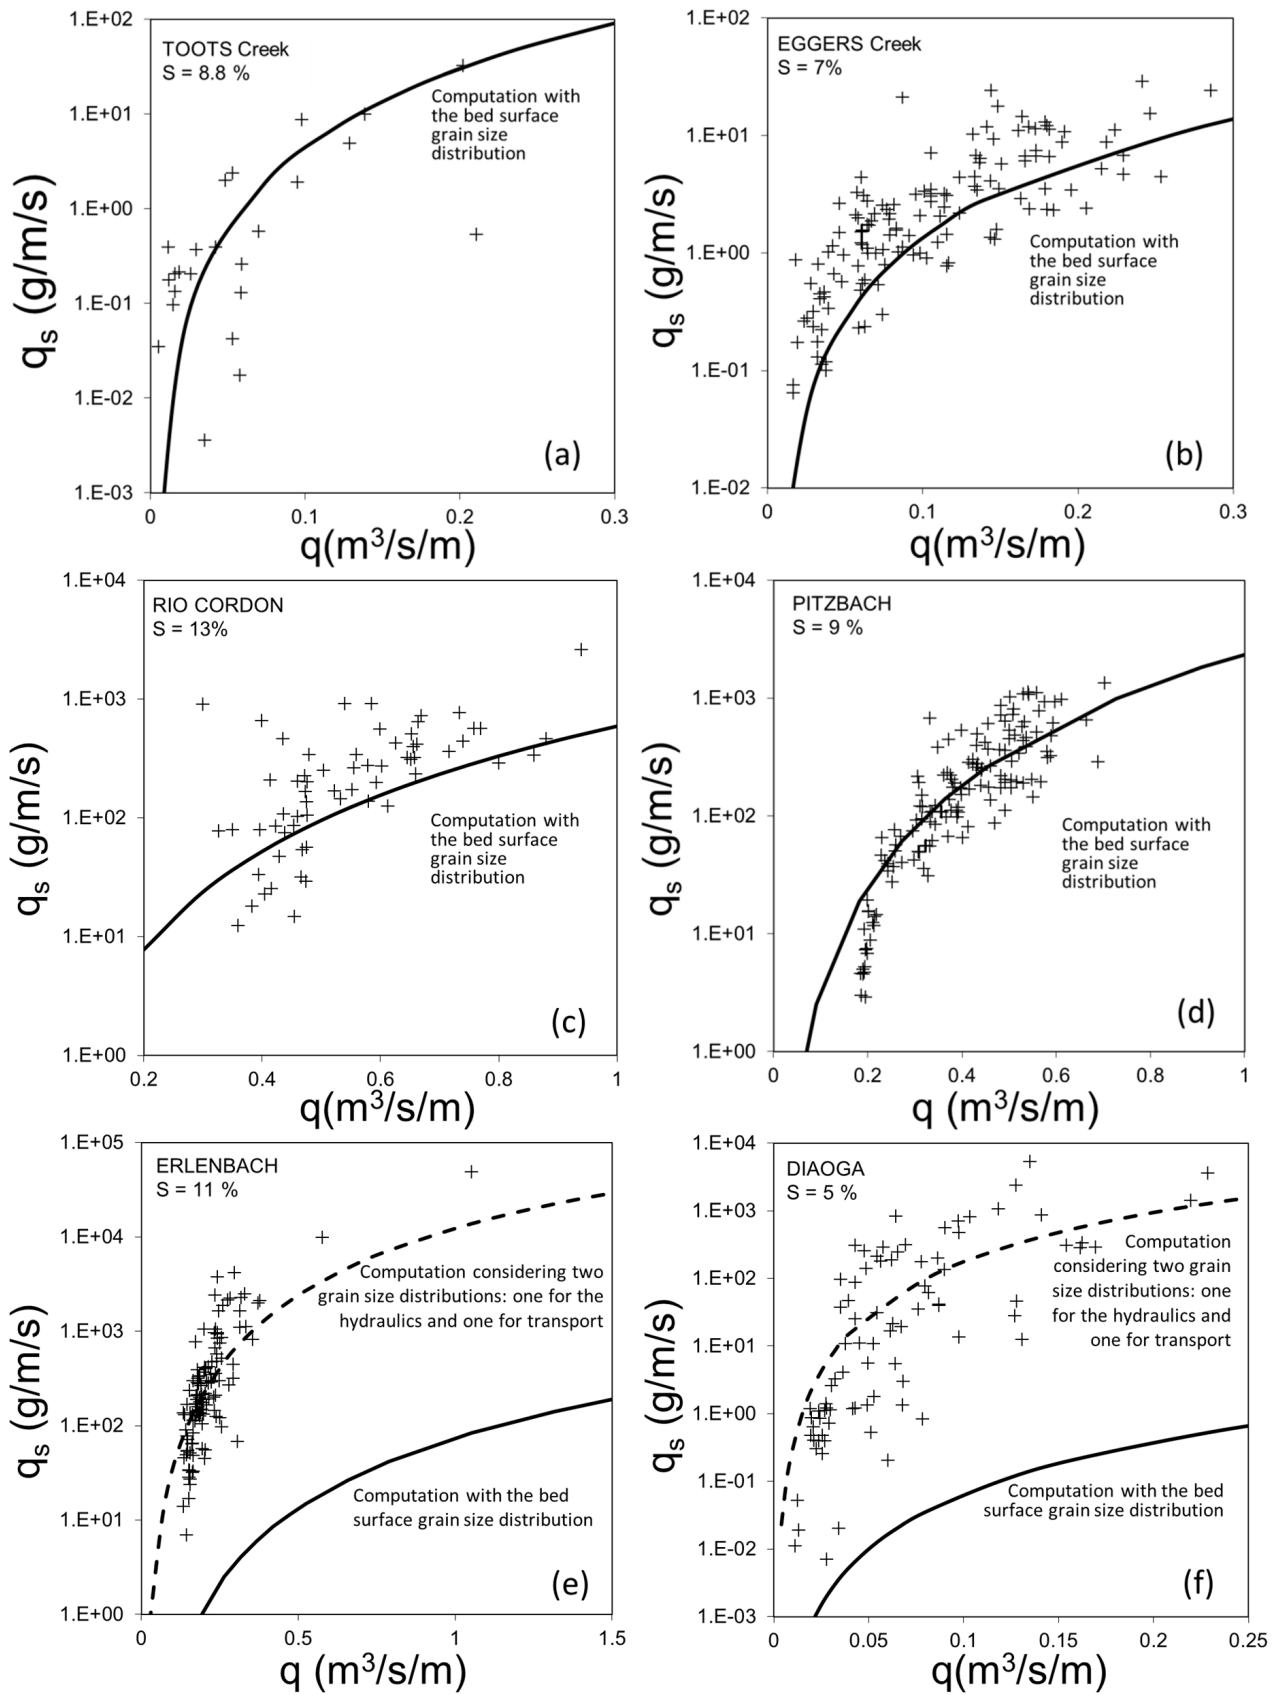 1.E+02
TOOTS Creek
S = 8.8 %
Computation with
the bed surface
grain size
distribution
1.E+01
1.E+00
1.E-01
1.E-02
1.E-03
qs (g/m/s)
(a)
0
0.1
0.2
0.3
q(m3/s/m)
1.E+02
EGGERS Creek
S = 7%
1.E+01
1.E+00
1.E-01
1.E-02
qs (g/m/s)
Computation with
the bed surface
grain size
distribution
(b)
0
0.1
0.2
0.3
q(m3/s/m)
1.E+04
RIO CORDON
S = 13%
1.E+03
1.E+02
1.E+01
1.E+00
qs (g/m/s)
Computation with
the bed surface
grain size
distribution
(c)
0.2
0.4
0.6
0.8
1
q(m3/s/m)
1.E+04
PITZBACH
S = 9 %
1.E+03
1.E+02
1.E+01
1.E+00
qs (g/m/s)
Computation with
the bed surface
grain size
distribution
(d)
0
0.2
0.4
0.6
0.8
1
q (m3/s/m)
1.E+05
ERLENBACH
S = 11 %
1.E+04
1.E+03
1.E+02
1.E+01
1.E+00
qs (g/m/s)
Computation considering two
grain size distributions: one for the
hydraulics and one for transport
Computation with the bed
surface grain size distribution
(e)
0
0.5
1
1.5
q (m3/s/m)
1.E+04
DIAOGA
S = 5 %
1.E+03
1.E+02
1.E+01
1.E+00
1.E-01
1.E-02
1.E-03
qs (g/m/s)
Computation
considering two grain
size distributions: one
for the hydraulics and
one for transport
Computation with the bed
surface grain size distribution
(f)
0
0.05
0.1
0.15
0.2
0.25
q(m3/s/m)